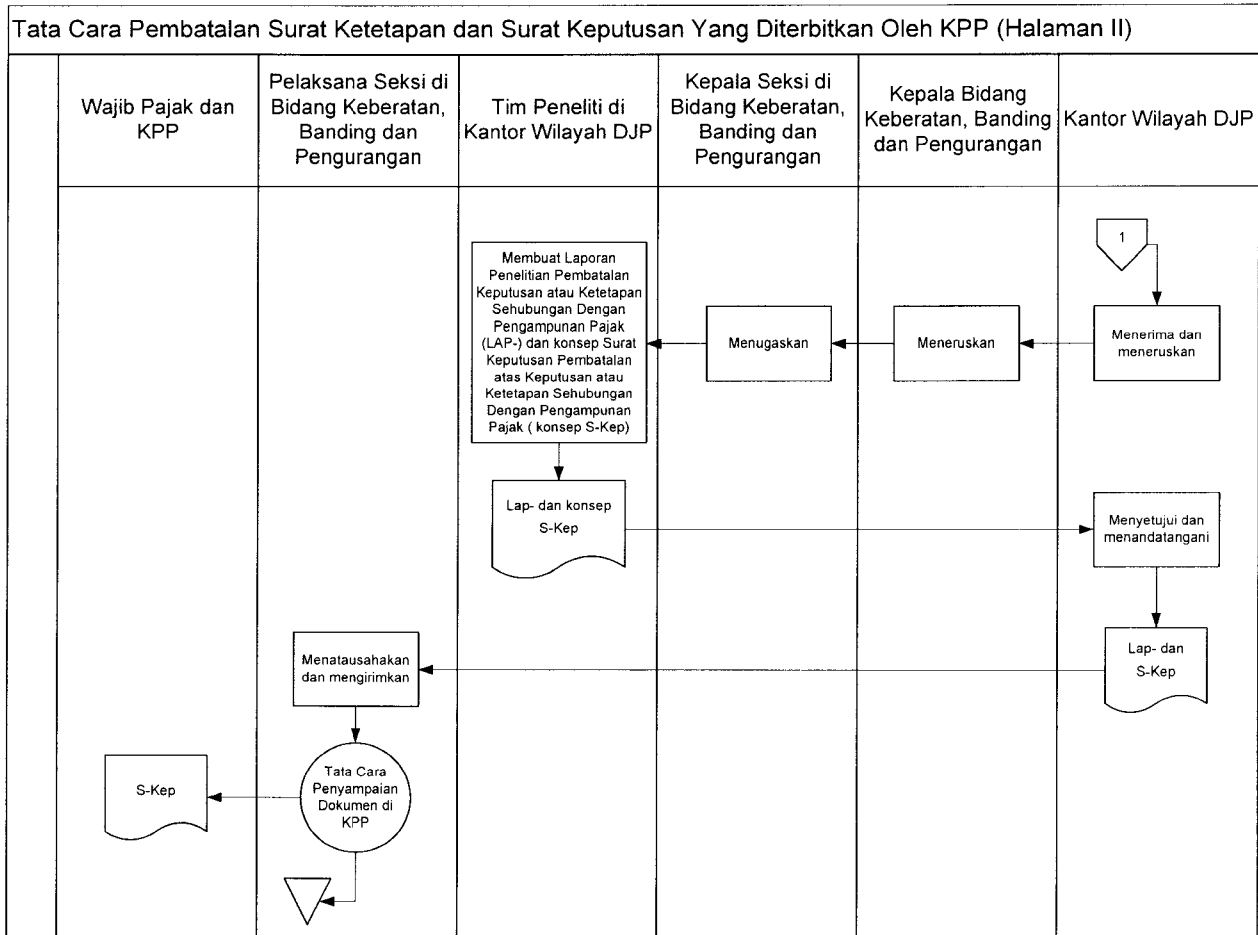 Tata Cara Pembatalan Surat Ketetapan dan Surat Keputusan Yang Diterbitkan Oleh KPP (Halaman II)
Wajib Pajak dan
KPP
Pelaksana Seksi di
Bidang Keberatan,
Banding dan
Pengurangan
Tim Peneliti di
Kantor Wilayah DJP
Kepala Seksi di
Bidang Keberatan,
Banding dan
Pengurangan
Kepala Bidang
Keberatan, Banding
dan Pengurangan
Kantor Wilayah DJP
1
Menerima dan
meneruskan
Meneruskan
Menugaskan
Membuat Laporan
Penelitian Pembatalan
Keputusan atau Ketetapan
Sehubungan Dengan
Pengampunan Pajak
(LAP-) dan konsep Surat
Keputusan Pembatalan
atas Keputusan atau
Ketetapan Sehubungan
Dengan Pengampunan
Pajak ( konsep S-Kep)
Lap- dan konsep
S-Kep
Menyetujui dan
menandatangani
Lap- dan
S-Kep
Menatausahakan
dan mengirimkan
Tata Cara
Penyampaian
Dokumen di
KPP
S-Kep